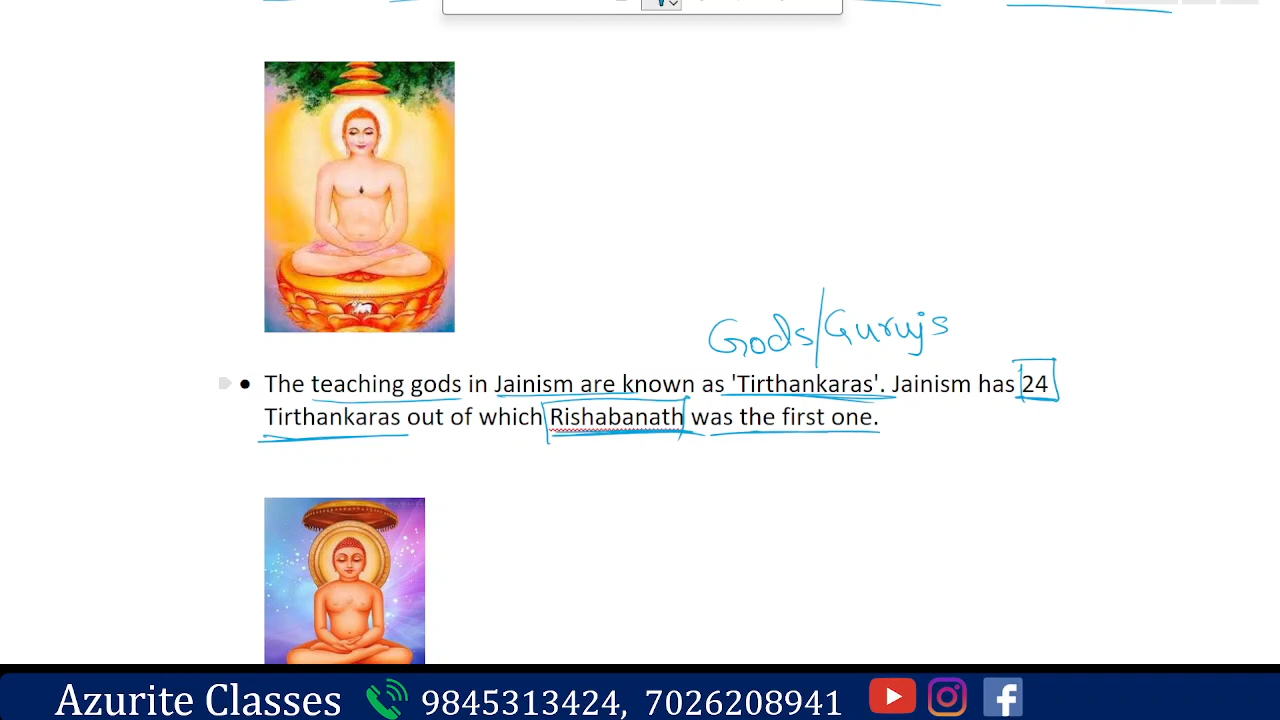 Gods/Gurujs
• The teaching gods in Jainism are known as 'Tirthankaras'. Jainism has 24
Tirthankaras out of which Rishabanath was the first one.
Azurite Classes 9845313424, 7026208941